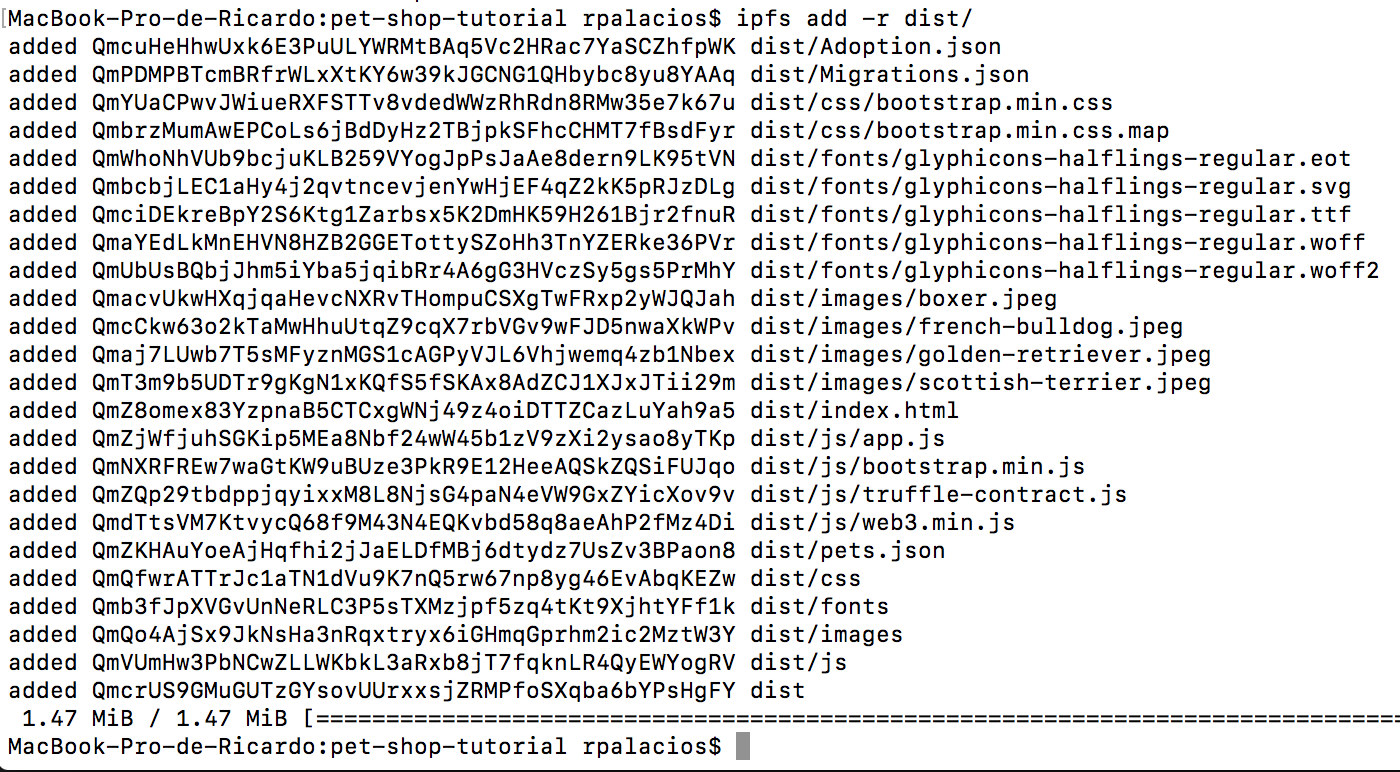 [MacBook-Pro-de-Ricardo:pet-shop-tutorial rpalacios$ ipfs add -r dist/
added QmcuHeHhwUxk6E3PuULYWRMtBAq5Vc2HRac7YaSCZhfpWK dist/Adoption.json
added QmPDMPBTcmBRfrWLxXtKY6w39kJGCNG1QHbybc8yu8YAAq dist/Migrations.json
added QmYUaCPwvJWiueRXFSTTv8vdedWWzRhRdn8RMw35e7k67u dist/css/bootstrap.min.css
added QmbrzMumAwEPCoLs6jBdDyHz2TBjpkSFhcCHMT7fBsdFyr dist/css/bootstrap.min.css.map
added QmWhoNhVUb9bcjuKLB259VYogJpPsJaAe8dern9LK95tVN dist/fonts/glyphicons-halflings-regular.eot
added QmbcbjLEC1aHy4j2qvtncevjenYwHjEF4qZ2kK5pRJzDLg dist/fonts/glyphicons-halflings-regular.svg
added QmciDEkreBpY2S6Ktg1Zarbsx5K2DmHK59H261Bjr2fnuR dist/fonts/glyphicons-halflings-regular.ttf
added QmaYEdLkMnEHVN8HZB2GGETottySZoHh3TnYZERke36PVr dist/fonts/glyphicons-halflings-regular.woff
added QmUbUsBQbjJhm5iYba5jqibRr4A6gG3HVczSy5gs5PrMhY dist/fonts/glyphicons-halflings-regular.woff2
added QmacvUkwHXqjqaHevcNXRvTHompuCSXgTwFRxp2yWJQJah dist/images/boxer.jpeg
added QmcCkw63o2kTaMwHhuUtqZ9cqX7rbVGv9wFJD5nwaXkWPv dist/images/french-bulldog.jpeg
added Qmaj7LUwb7T5sMFyznMGS1cAGPyVJL6Vhjwemq4zb1Nbex dist/images/golden-retriever.jpeg
added QmT3m9b5UDTr9gKgN1xKQfS5fSKAx8AdZCJ1XJxJTii29m dist/images/scottish-terrier.jpeg
added QmZ8omex83YzpnaB5CTCxgWNj49z4oiDTTZCazLuYah9a5 dist/index.html
added QmZjWfjuhSGKip5MEa8Nbf24wW45b1zV9zXi2ysao8yTKp dist/js/app.js
added QmNXRFREw7waGtKW9uBUze3PkR9E12HeeAQSkZQSiFUJqo dist/js/bootstrap.min.js
added QmZQp29tbdppjqyixxM8L8NjsG4paN4eVW9GxZYicXov9v dist/js/truffle-contract.js
added QmdTtsVM7KtvycQ68f9M43N4EQKvbd58q8aeAhP2fMz4Di dist/js/web3.min.js
added QmZKHAuYoeAjHqfhi2jJaELDfMBj6dtydz7UsZv3BPaon8 dist/pets.json
added QmQfwrATTrJc1aTN1dVu9K7nQ5rw67np8yg46EvAbqKEZw dist/css
added Qmb3fJpXVGvUnNeRLC3P5sTXMzjpf5zq4tKt9XjhtYFf1k dist/fonts
added QmQo4AjSx9JkNsHa3nRqxtryx6iGHmqGprhm2ic2MztW3Y dist/images
added QmVUmHw3PbNCwZLLWKbkL3aRxb8jT7fqknLR4QyEWYogRV dist/js
added QmcrUS9GMuGUTzGYsovUUrxxsjZRMPfoSXqba6bYPsHgFY dist
1.47 MiB / 1.47 MiB [==============================================================================
MacBook-Pro-de-Ricardo:pet-shop-tutorial rpalacios$